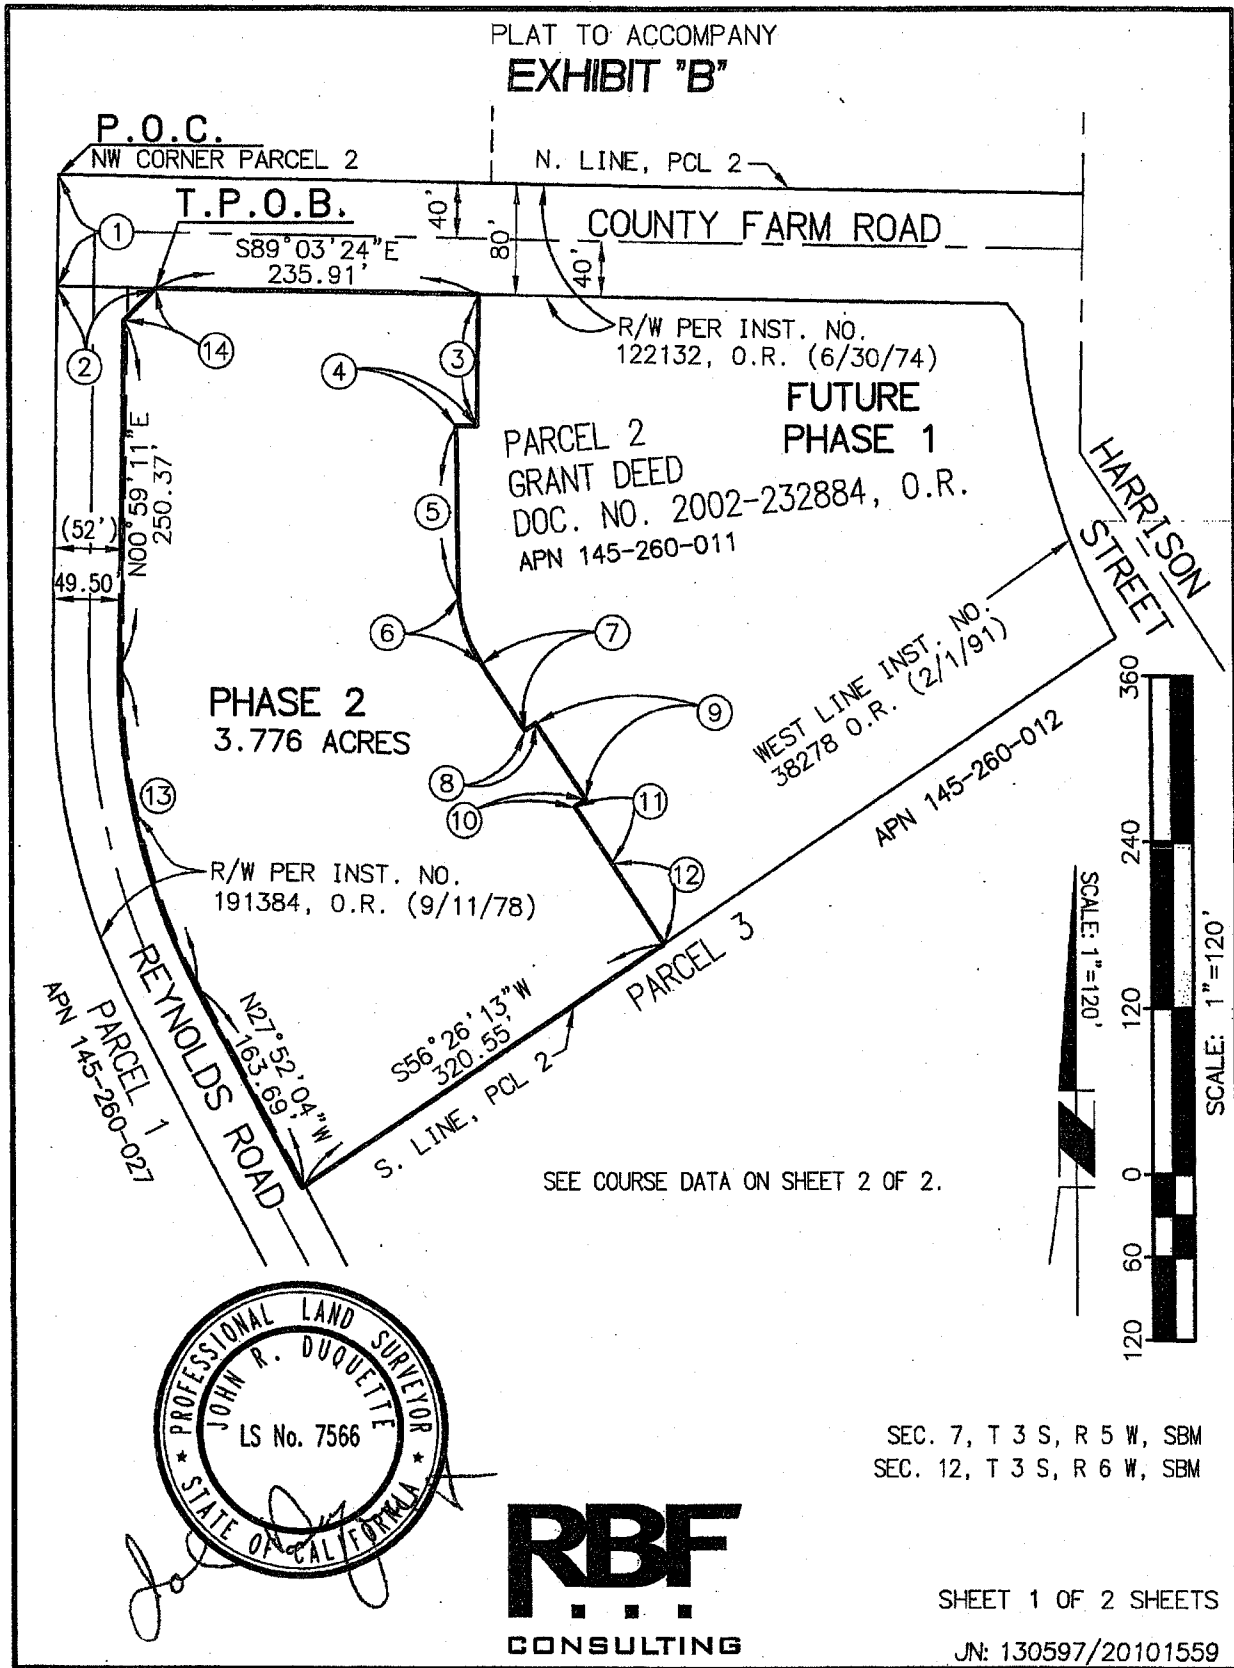 PLAT TO ACCOMPANY
EXHIBIT "B"
P.O.C.
NW CORNER PARCEL 2
N. LINE, PCL 2
T.P.O.B.
1
S89°03'24"E
235.91'
40'
80'
40'
COUNTY FARM ROAD
R/W PER INST. NO.
122132, O.R. (6/30/74)
2
14
3
4
FUTURE
PHASE 1
PARCEL 2
GRANT DEED
DOC. NO. 2002-232884, O.R.
APN 145-260-011
HARRISON
STREET
N00°59'11"E
250.37'
(52')
49.50'
5
6
7
PHASE 2
3.776 ACRES
8
9
10
11
12
13
WEST LINE INST. NO.
38278 O.R. (2/1/91)
APN 145-260-012
R/W PER INST. NO.
191384, O.R. (9/11/78)
PARCEL 3
REYNOLDS ROAD
PARCEL 1
APN 145-260-027
N27°52'04"W
163.69'
S56°26'13"W
320.55'
S. LINE, PCL 2
SEE COURSE DATA ON SHEET 2 OF 2.
360
240
120
0
60
120
SCALE: 1"=120'
SCALE: 1"=120'
PROFESSIONAL LAND SURVEYOR
JOHN R. DUQUETTE
LS No. 7566
STATE OF CALIFORNIA
SEC. 7, T 3 S, R 5 W, SBM
SEC. 12, T 3 S, R 6 W, SBM
RBF
CONSULTING
SHEET 1 OF 2 SHEETS
JN: 130597/20101559